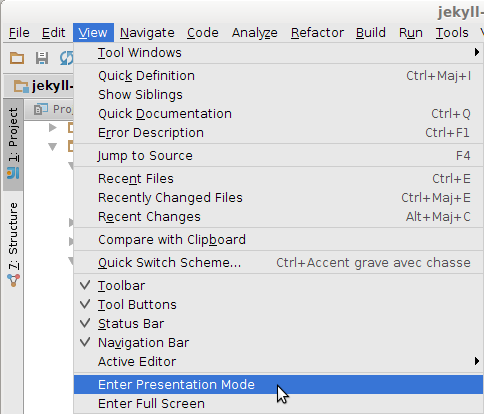 jekyll
File Edit View Navigate Code Analyze Refactor Build Run Tools
Tool Windows
jekyll-
Quick Definition Ctrl+Maj+I
Show Siblings
1: Project
Quick Documentation Ctrl+Q
Error Description Ctrl+F1
Jump to Source F4
Recent Files Ctrl+E
Recently Changed Files Ctrl+Maj+E
Recent Changes Alt+Maj+C
7: Structure
Compare with Clipboard
Quick Switch Scheme... Ctrl+Accent grave avec chasse
Toolbar
Tool Buttons
Status Bar
Navigation Bar
Active Editor
Enter Presentation Mode
Enter Full Screen